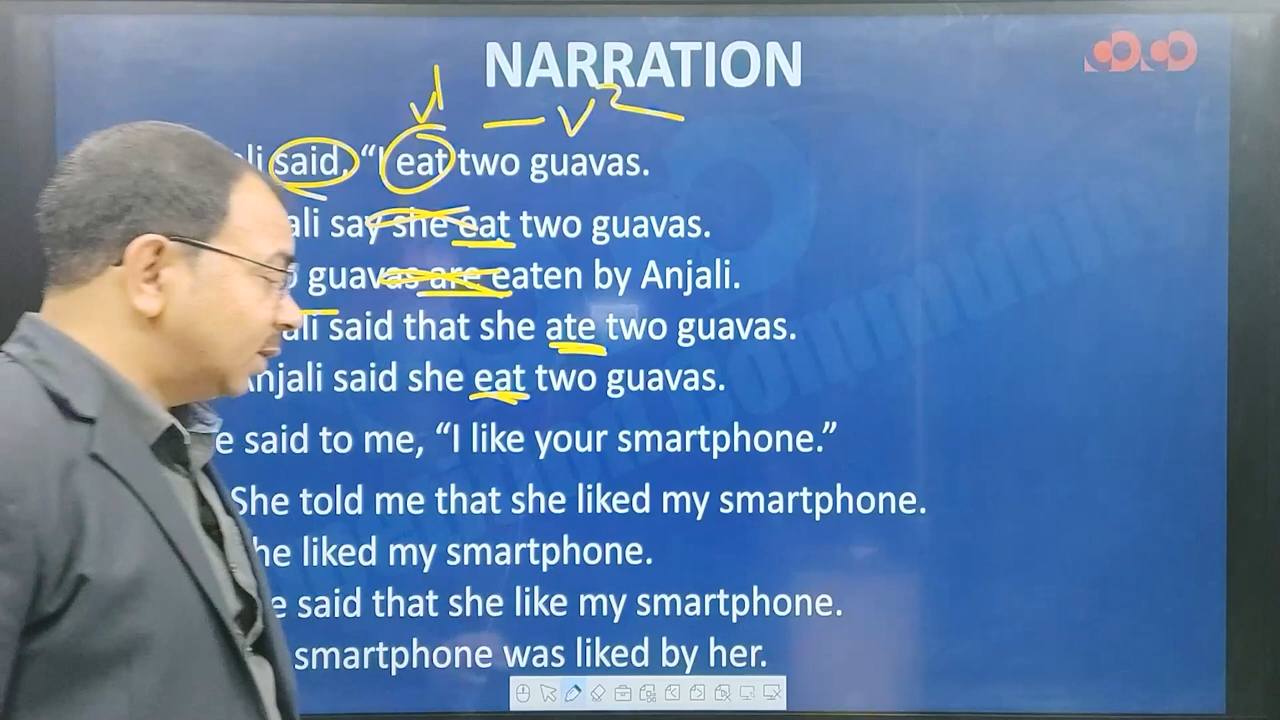 NARRATION
V1 V2
said, "I eat two guavas.
say she eat two guavas.
guavas are eaten by Anjali.
said that she ate two guavas.
Anjali said she eat two guavas.
said to me, "I like your smartphone."
She told me that she liked my smartphone.
liked my smartphone.
said that she like my smartphone.
smartphone was liked by her.